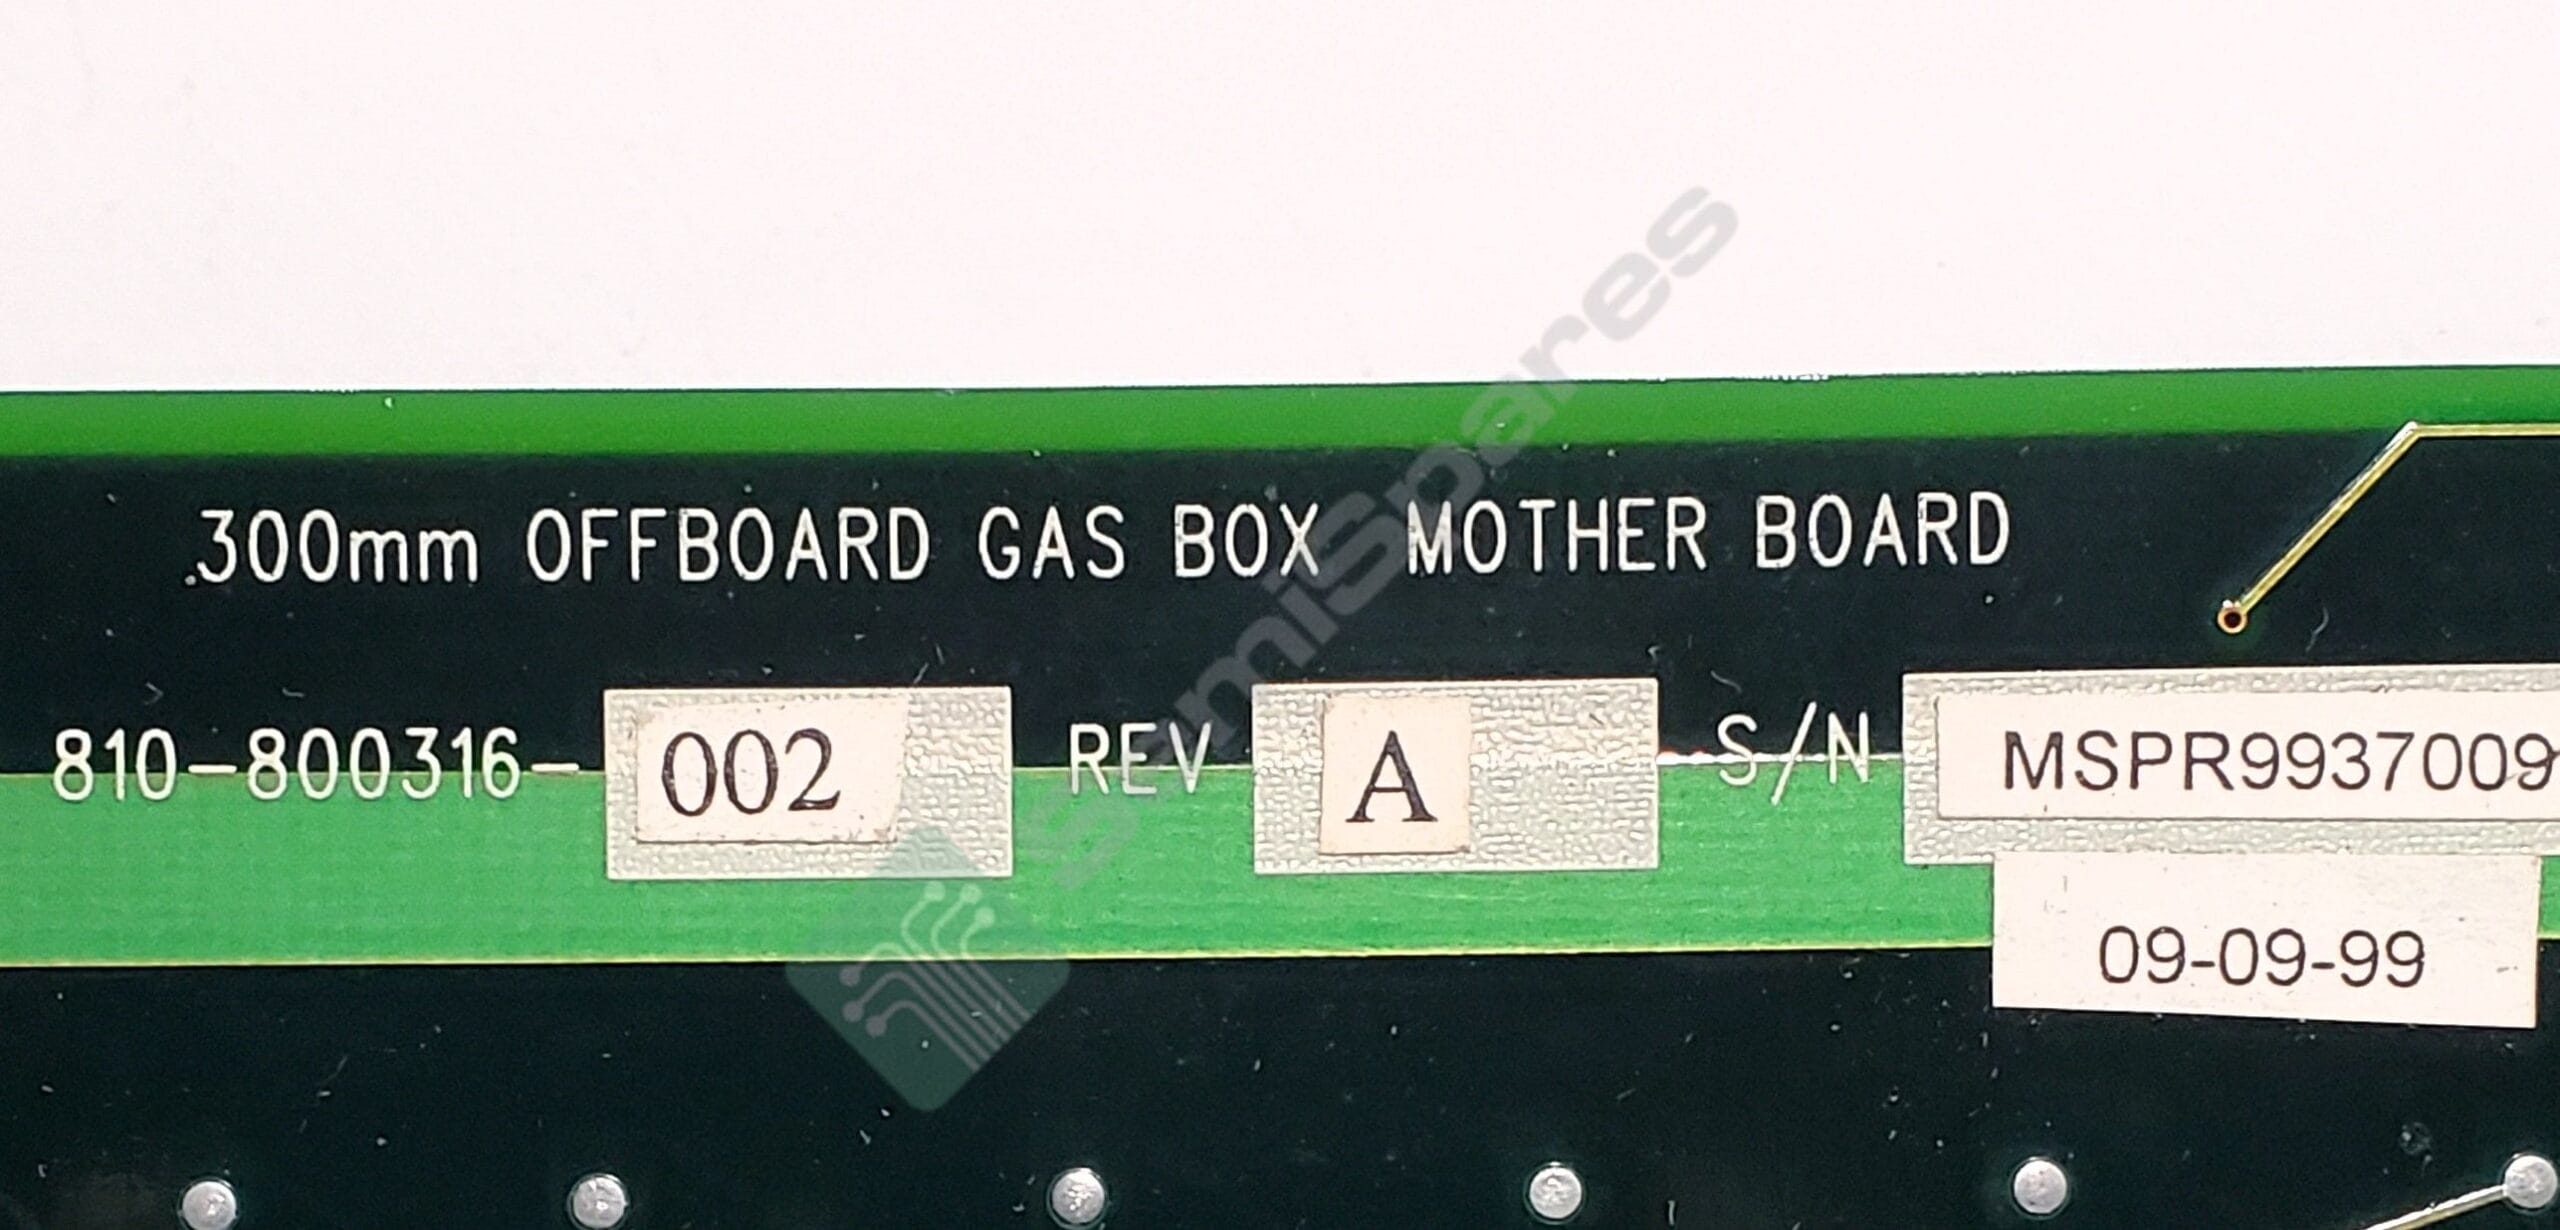 300mm OFFBOARD GAS BOX MOTHER BOARD
810-800316- 002 REV A S/N MSPR9937009
09-09-99
SemiSpares